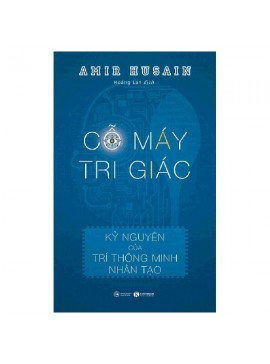 AMIR HUSAIN
Hoàng Lan dịch
CỖ MÁY
TRI GIÁC
KỶ NGUYÊN
CỦA
TRÍ THÔNG MINH
NHÂN TẠO